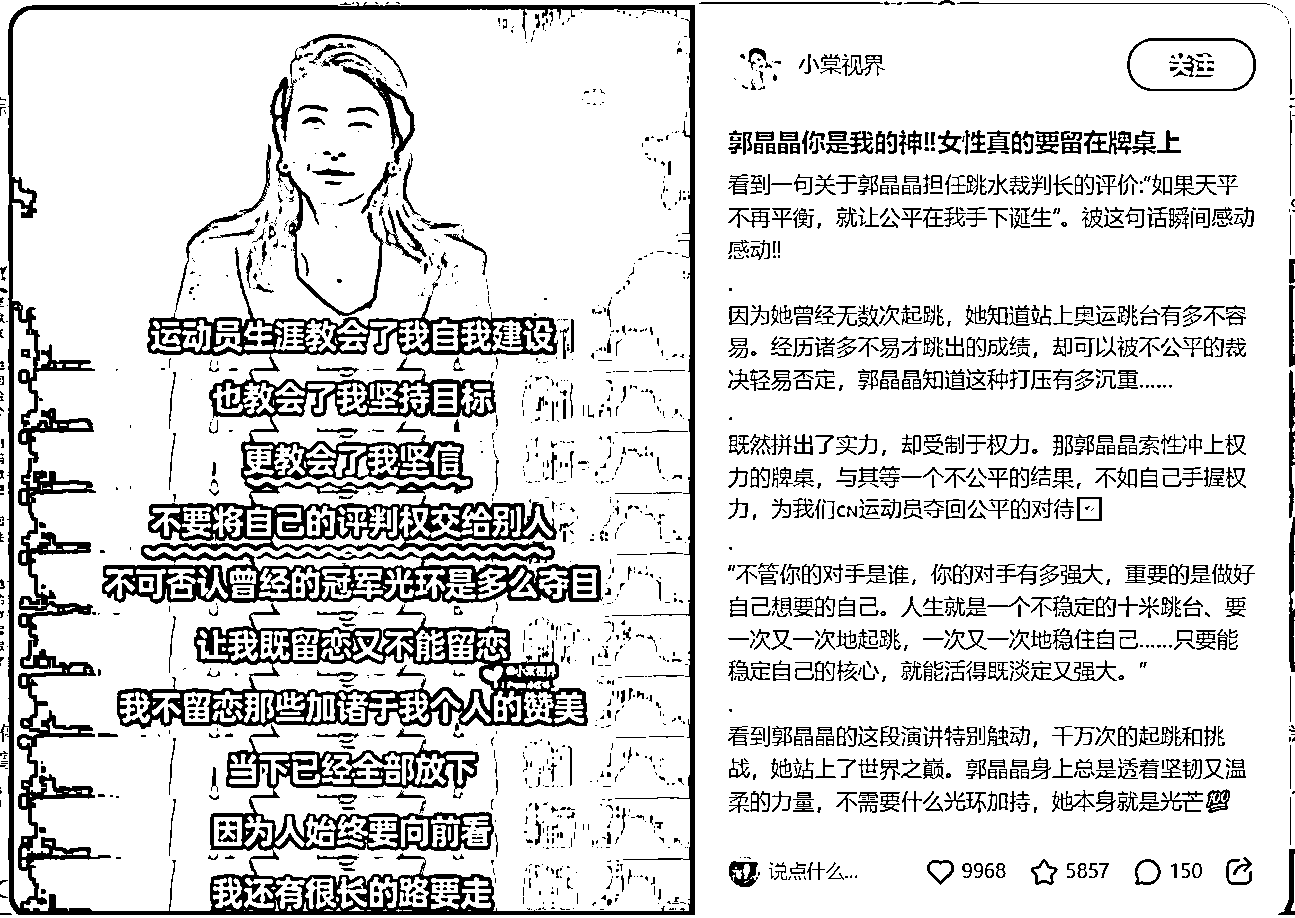 运动员生涯教会了我自我建设
也教会了我坚持目标
更教会了我坚信
不要将自己的评判权交给别人
不可否认曾经的冠军光环是多么夺目
让我既留恋又不能留恋
我不留恋那些加诸于我个人的赞美
当下已经全部放下
因为人始终要向前看
我还有很长的路要走
小棠视界
关注
郭晶晶你是我的神!!女性真的要留在牌桌上
看到一句关于郭晶晶担任跳水裁判长的评价:“如果天平
不再平衡，就让公平在我手下诞生”。被这句话瞬间感动
感动!!
.
因为她曾经无数次起跳，她知道站上奥运跳台有多不容
易。经历诸多不易才跳出的成绩，却可以被不公平的裁
决轻易否定，郭晶晶知道这种打压有多沉重......
.
既然拼出了实力，却受制于权力。那郭晶晶索性冲上权
力的牌桌，与其等一个不公平的结果，不如自己手握权
力，为我们CN运动员夺回公平的对待
.
“不管你的对手是谁，你的对手有多强大，重要的是做好
自己想要的自己。人生就是一个不稳定的十米跳台、要
一次又一次地起跳，一次又一次地稳住自己......只要能
稳定自己的核心，就能活得既淡定又强大。”
.
看到郭晶晶的这段演讲特别触动，千万次的起跳和挑
战，她站上了世界之巅。郭晶晶身上总是透着坚韧又温
柔的力量，不需要什么光环加持，她本身就是光芒💯
说点什么...
9968
5857
150